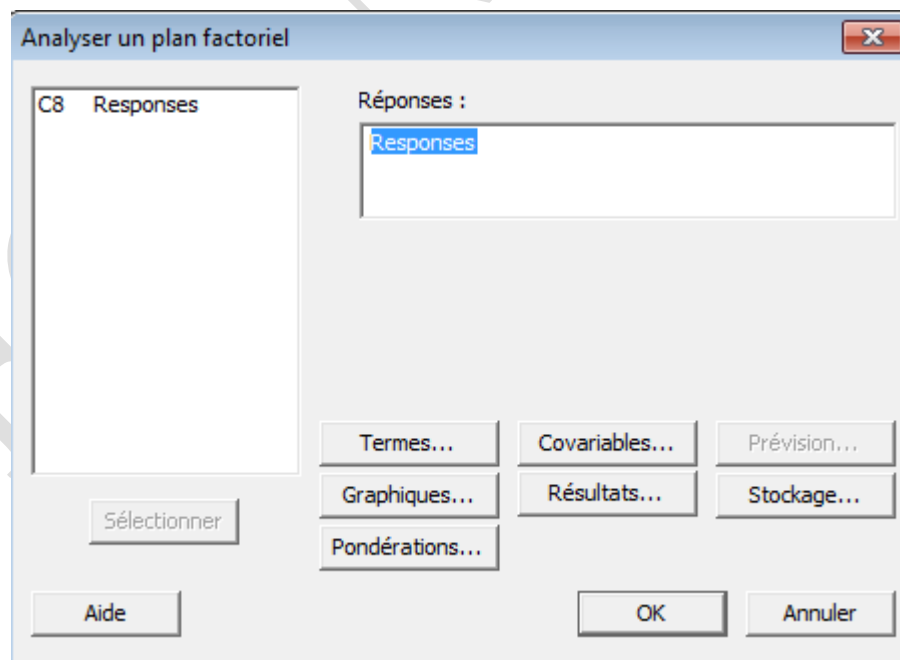 Analyser un plan factoriel
C8 Responses
Réponses :
Responses
Termes... Covariables... Prévision...
Graphiques... Résultats... Stockage...
Sélectionner
Pondérations...
Aide OK Annuler